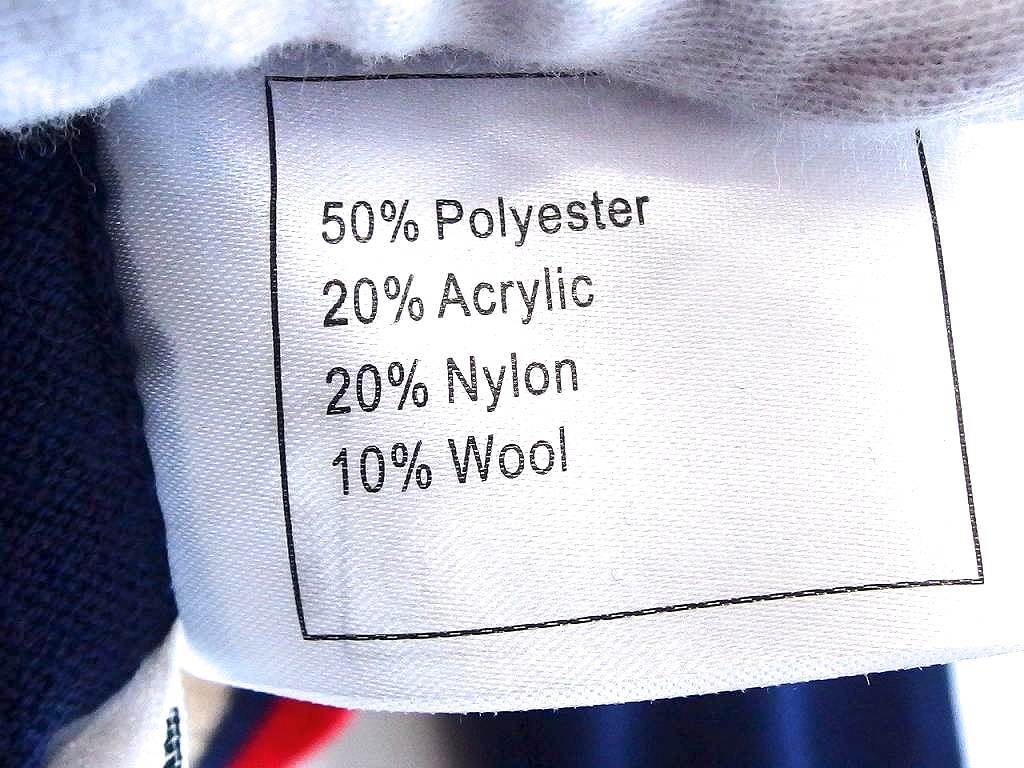 50% Polyester
20% Acrylic
20% Nylon
10% Wool